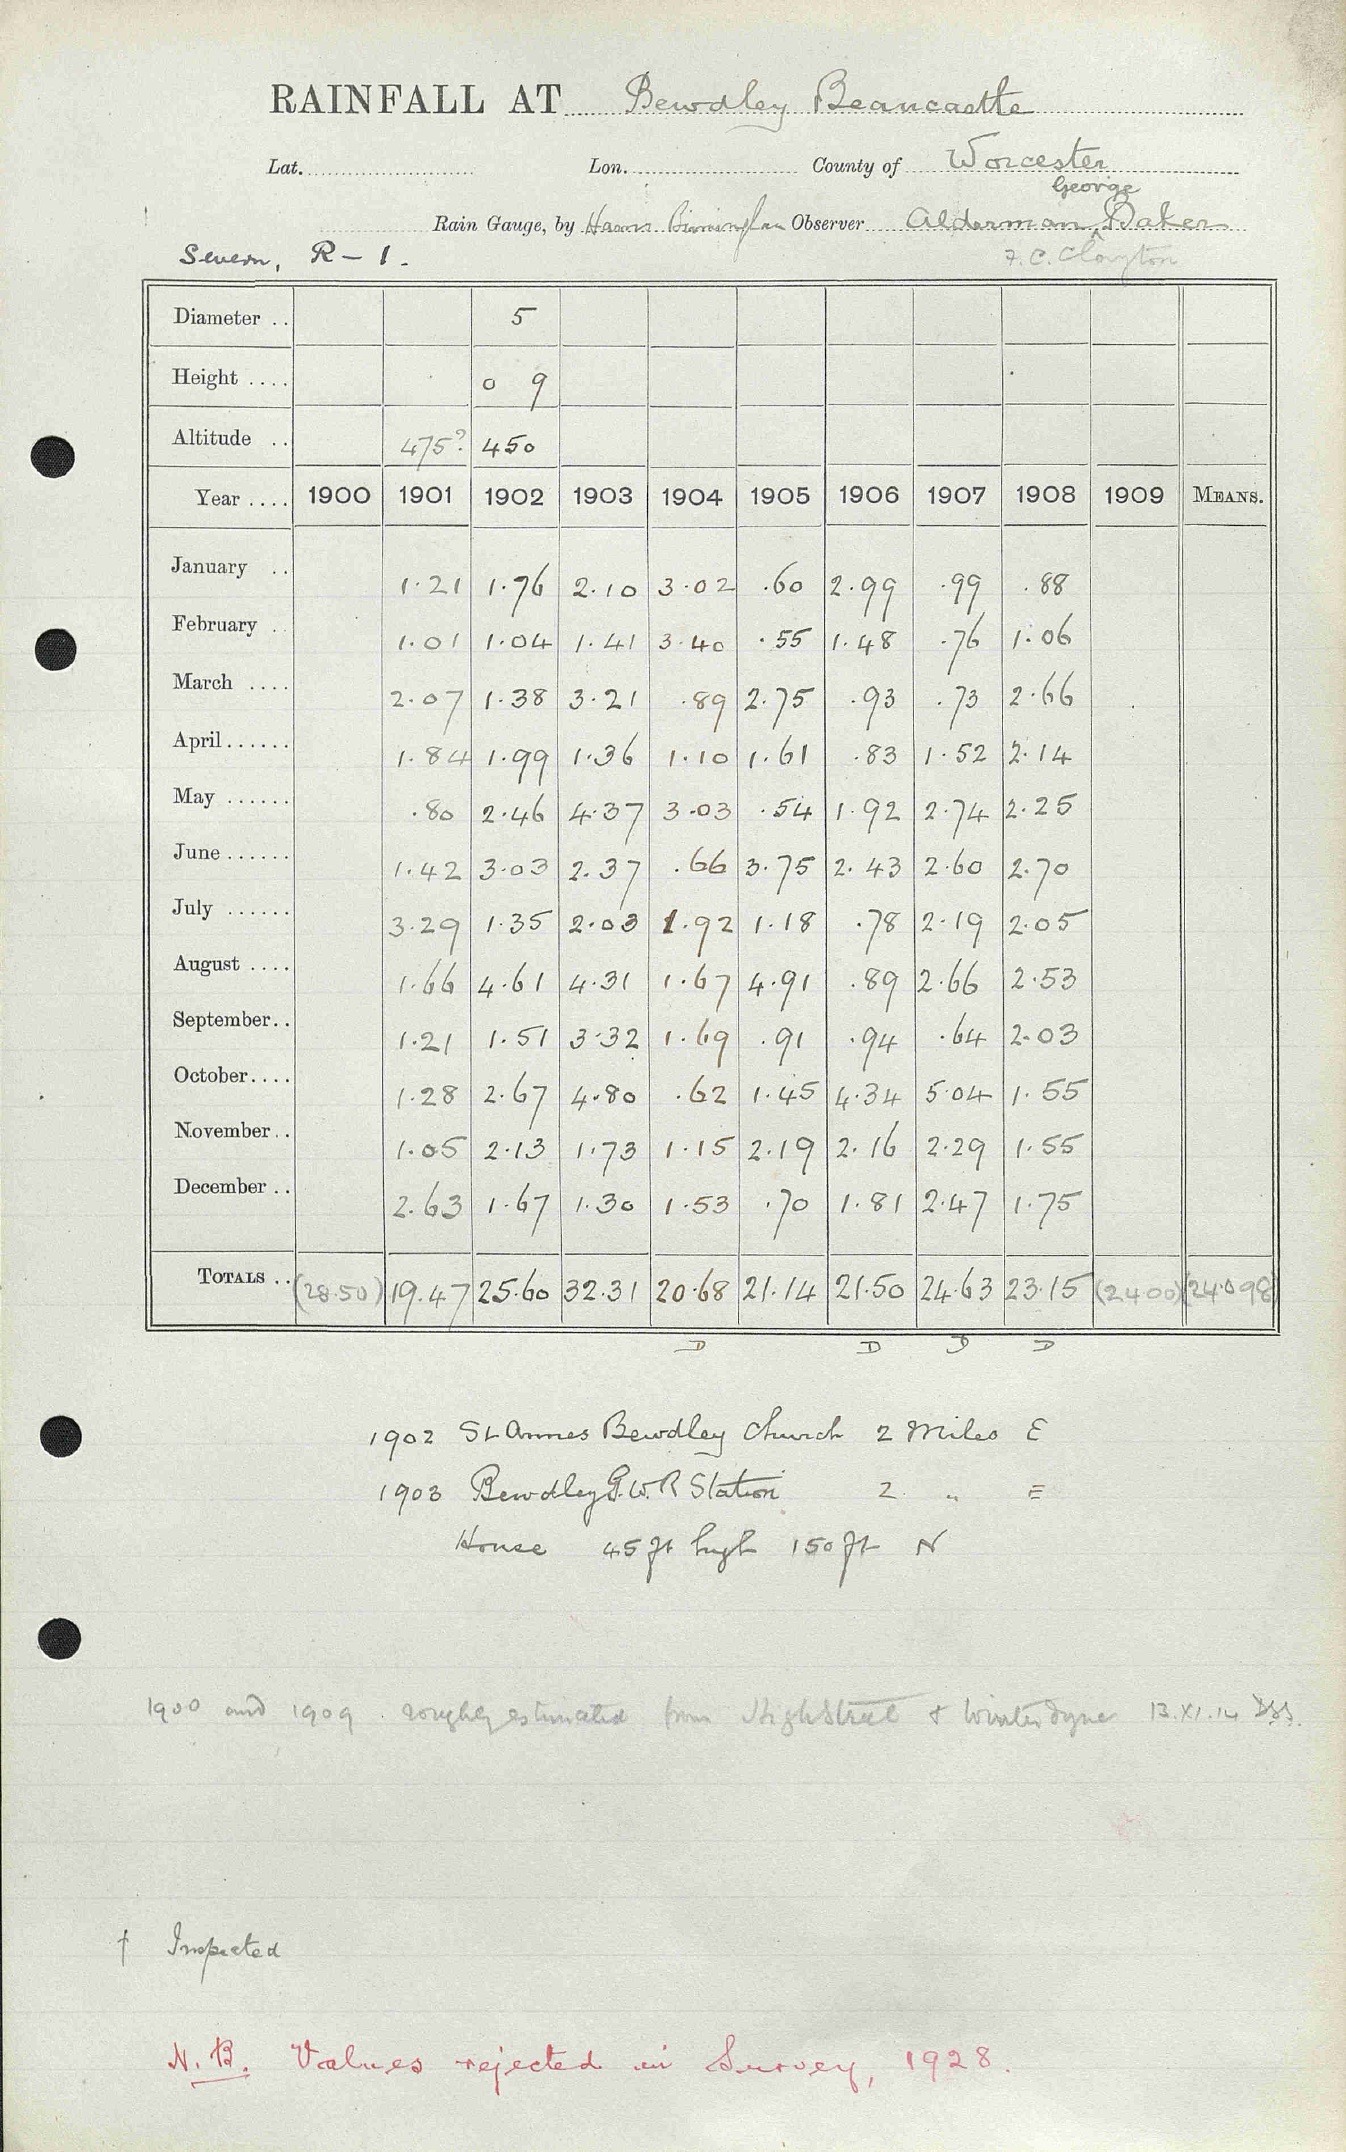 RAINFALL AT Bewdley Beancastle
Lat. Lon. County of Worcester
George
Rain Gauge, by Birmingham Observer Alderman ^ Baker
Severn, R-1. F. C. Clayton
Diameter .. 5
Height .... 0 9
Altitude .. 475? 450
Year .... 1900 1901 1902 1903 1904 1905 1906 1907 1908 1909 MEANS.
January .. 1.21 1.76 2.10 3.02 .60 2.99 .99 .88
February .. 1.01 1.04 1.41 3.40 .55 1.48 .76 1.06
March .... 2.07 1.38 3.21 .89 2.75 .93 .73 2.66
April ...... 1.84 1.99 1.36 1.10 1.61 .83 1.52 2.14
May ...... .80 2.46 4.37 3.03 .54 1.92 2.74 2.25
June ...... 1.42 3.03 2.37 .66 3.75 2.43 2.60 2.70
July ...... 3.29 1.35 2.03 1.92 1.18 .78 2.19 2.05
August .... 1.66 4.61 4.31 1.67 4.91 .89 2.66 2.53
September .. 1.21 1.51 3.32 1.69 .91 .94 .64 2.03
October .... 1.28 2.67 4.80 .62 1.45 4.34 5.04 1.55
November .. 1.05 2.13 1.73 1.15 2.19 2.16 2.29 1.55
December .. 2.63 1.67 1.30 1.53 .70 1.81 2.47 1.75
TOTALS .. (28.50) 19.47 25.60 32.31 20.68 21.14 21.50 24.63 23.15 (24.00) (24.098)
D D D D
1902 St Annes Bewdley Church 2 Miles E
1903 Bewdley G.W.R Station 2 " E
House 45 ft high 150 ft N
1900 and 1909 roughly estimated from High Street & Winterdyne 13.XI.14
† Inspected
N.B. Values rejected in Survey, 1928.